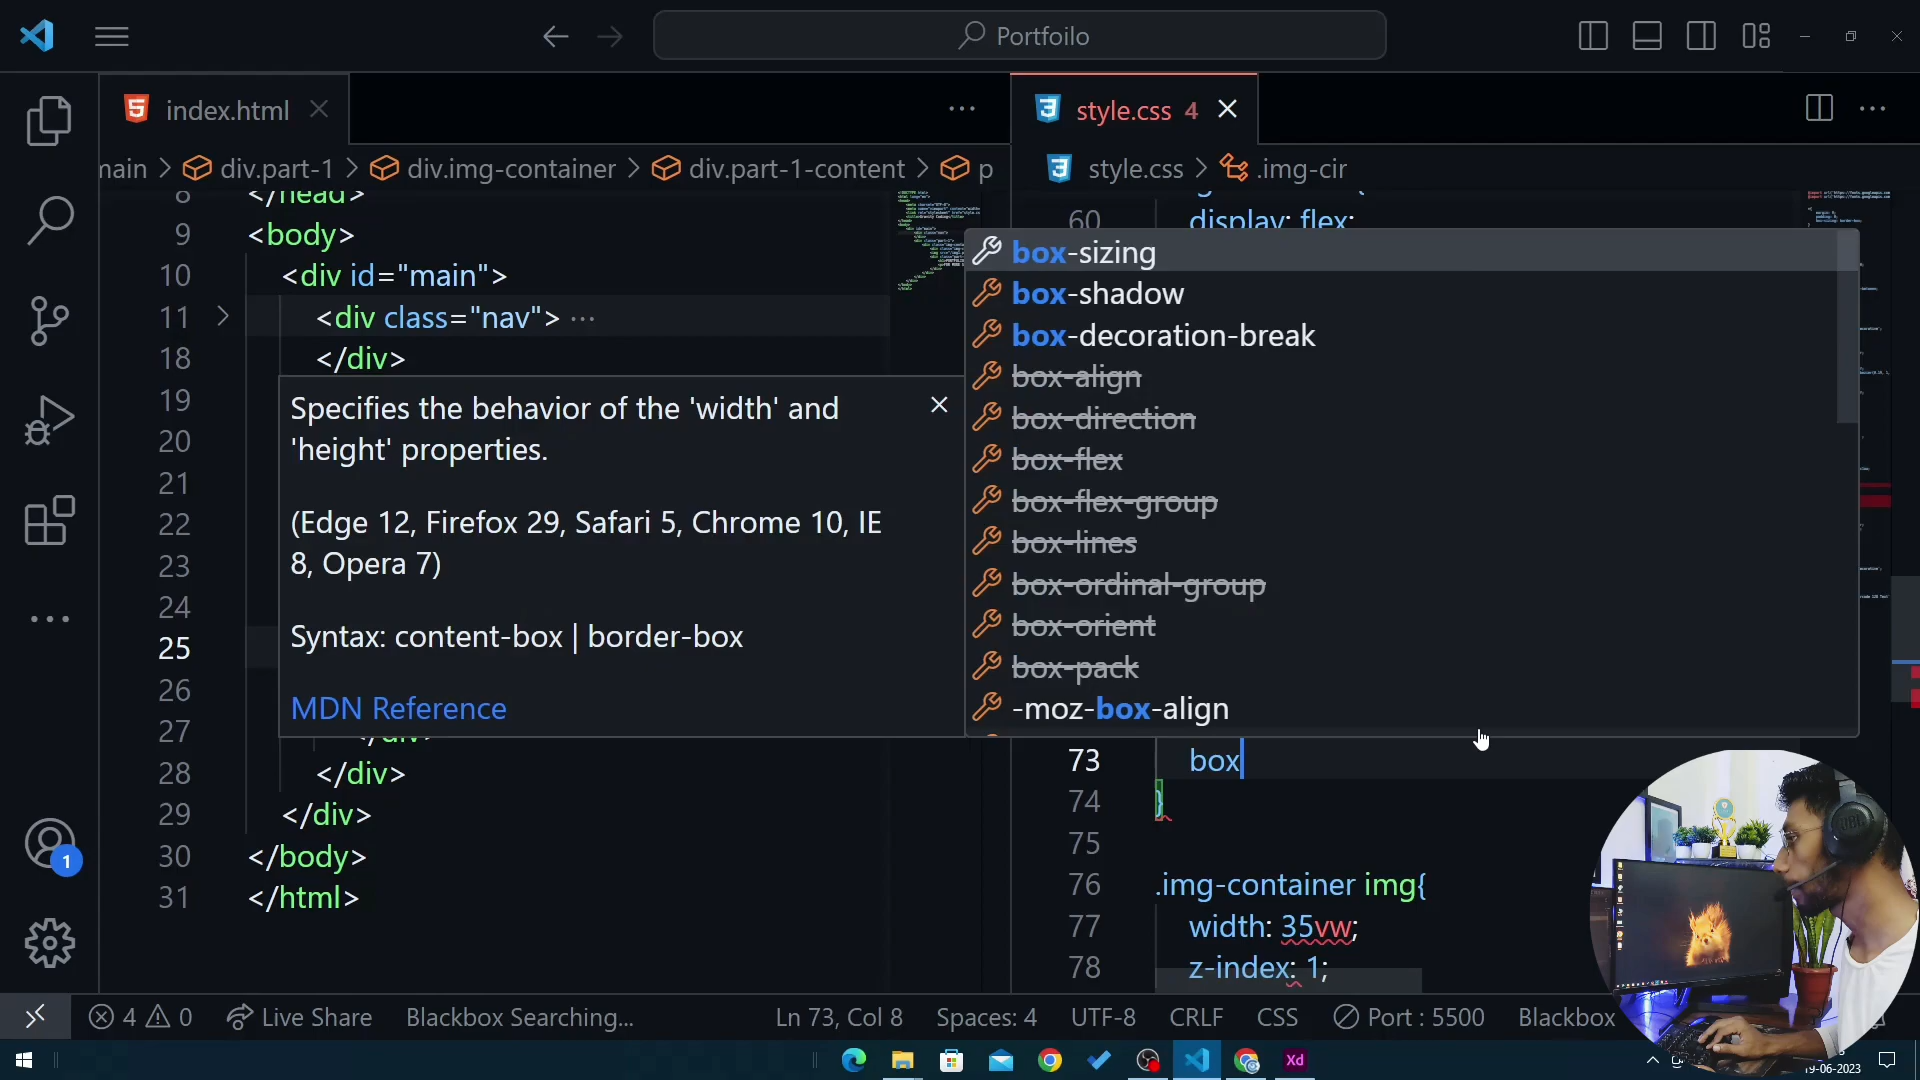 Portfoilo
index.html
style.css 4
main > div.part-1 > div.img-container > div.part-1-content > p
style.css > .img-cir
8 </head>
9 <body>
10 <div id="main">
11 <div class="nav"> ···
18 </div>
19
20
21
22
23
24
25
26
27 </div>
28 </div>
29 </div>
30 </body>
31 </html>
Specifies the behavior of the 'width' and
'height' properties.
(Edge 12, Firefox 29, Safari 5, Chrome 10, IE
8, Opera 7)
Syntax: content-box | border-box
MDN Reference
60 display: flex;
box-sizing
box-shadow
box-decoration-break
box-align
box-direction
box-flex
box-flex-group
box-lines
box-ordinal-group
box-orient
box-pack
-moz-box-align
73 box
74 }
75
76 .img-container img{
77 width: 35vw;
78 z-index: 1;
1
4 0 Live Share Blackbox Searching... Ln 73, Col 8 Spaces: 4 UTF-8 CRLF CSS Port : 5500 Blackbox
Xd
19-06-2023